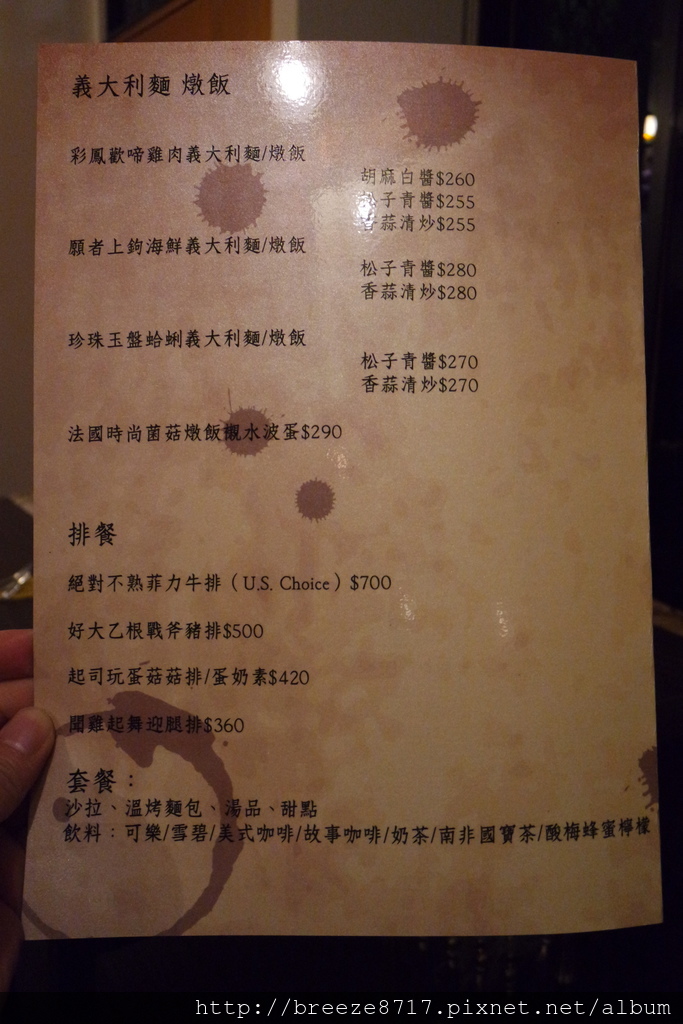 義大利麵 燉飯
彩鳳歡啼雞肉義大利麵/燉飯
胡麻白醬$260
松子青醬$255
香蒜清炒$255
願者上鉤海鮮義大利麵/燉飯
松子青醬$280
香蒜清炒$280
珍珠玉盤蛤蜊義大利麵/燉飯
松子青醬$270
香蒜清炒$270
法國時尚菌菇燉飯襯水波蛋$290
排餐
絕對不熟菲力牛排（U.S. Choice）$700
好大乙根戰斧豬排$500
起司玩蛋菇菇排/蛋奶素$420
聞雞起舞迎腿排$360
套餐：
沙拉、溫烤麵包、湯品、甜點
飲料：可樂/雪碧/美式咖啡/故事咖啡/奶茶/南非國寶茶/酸梅蜂蜜檸檬
http://breeze8717.pixnet.net/album